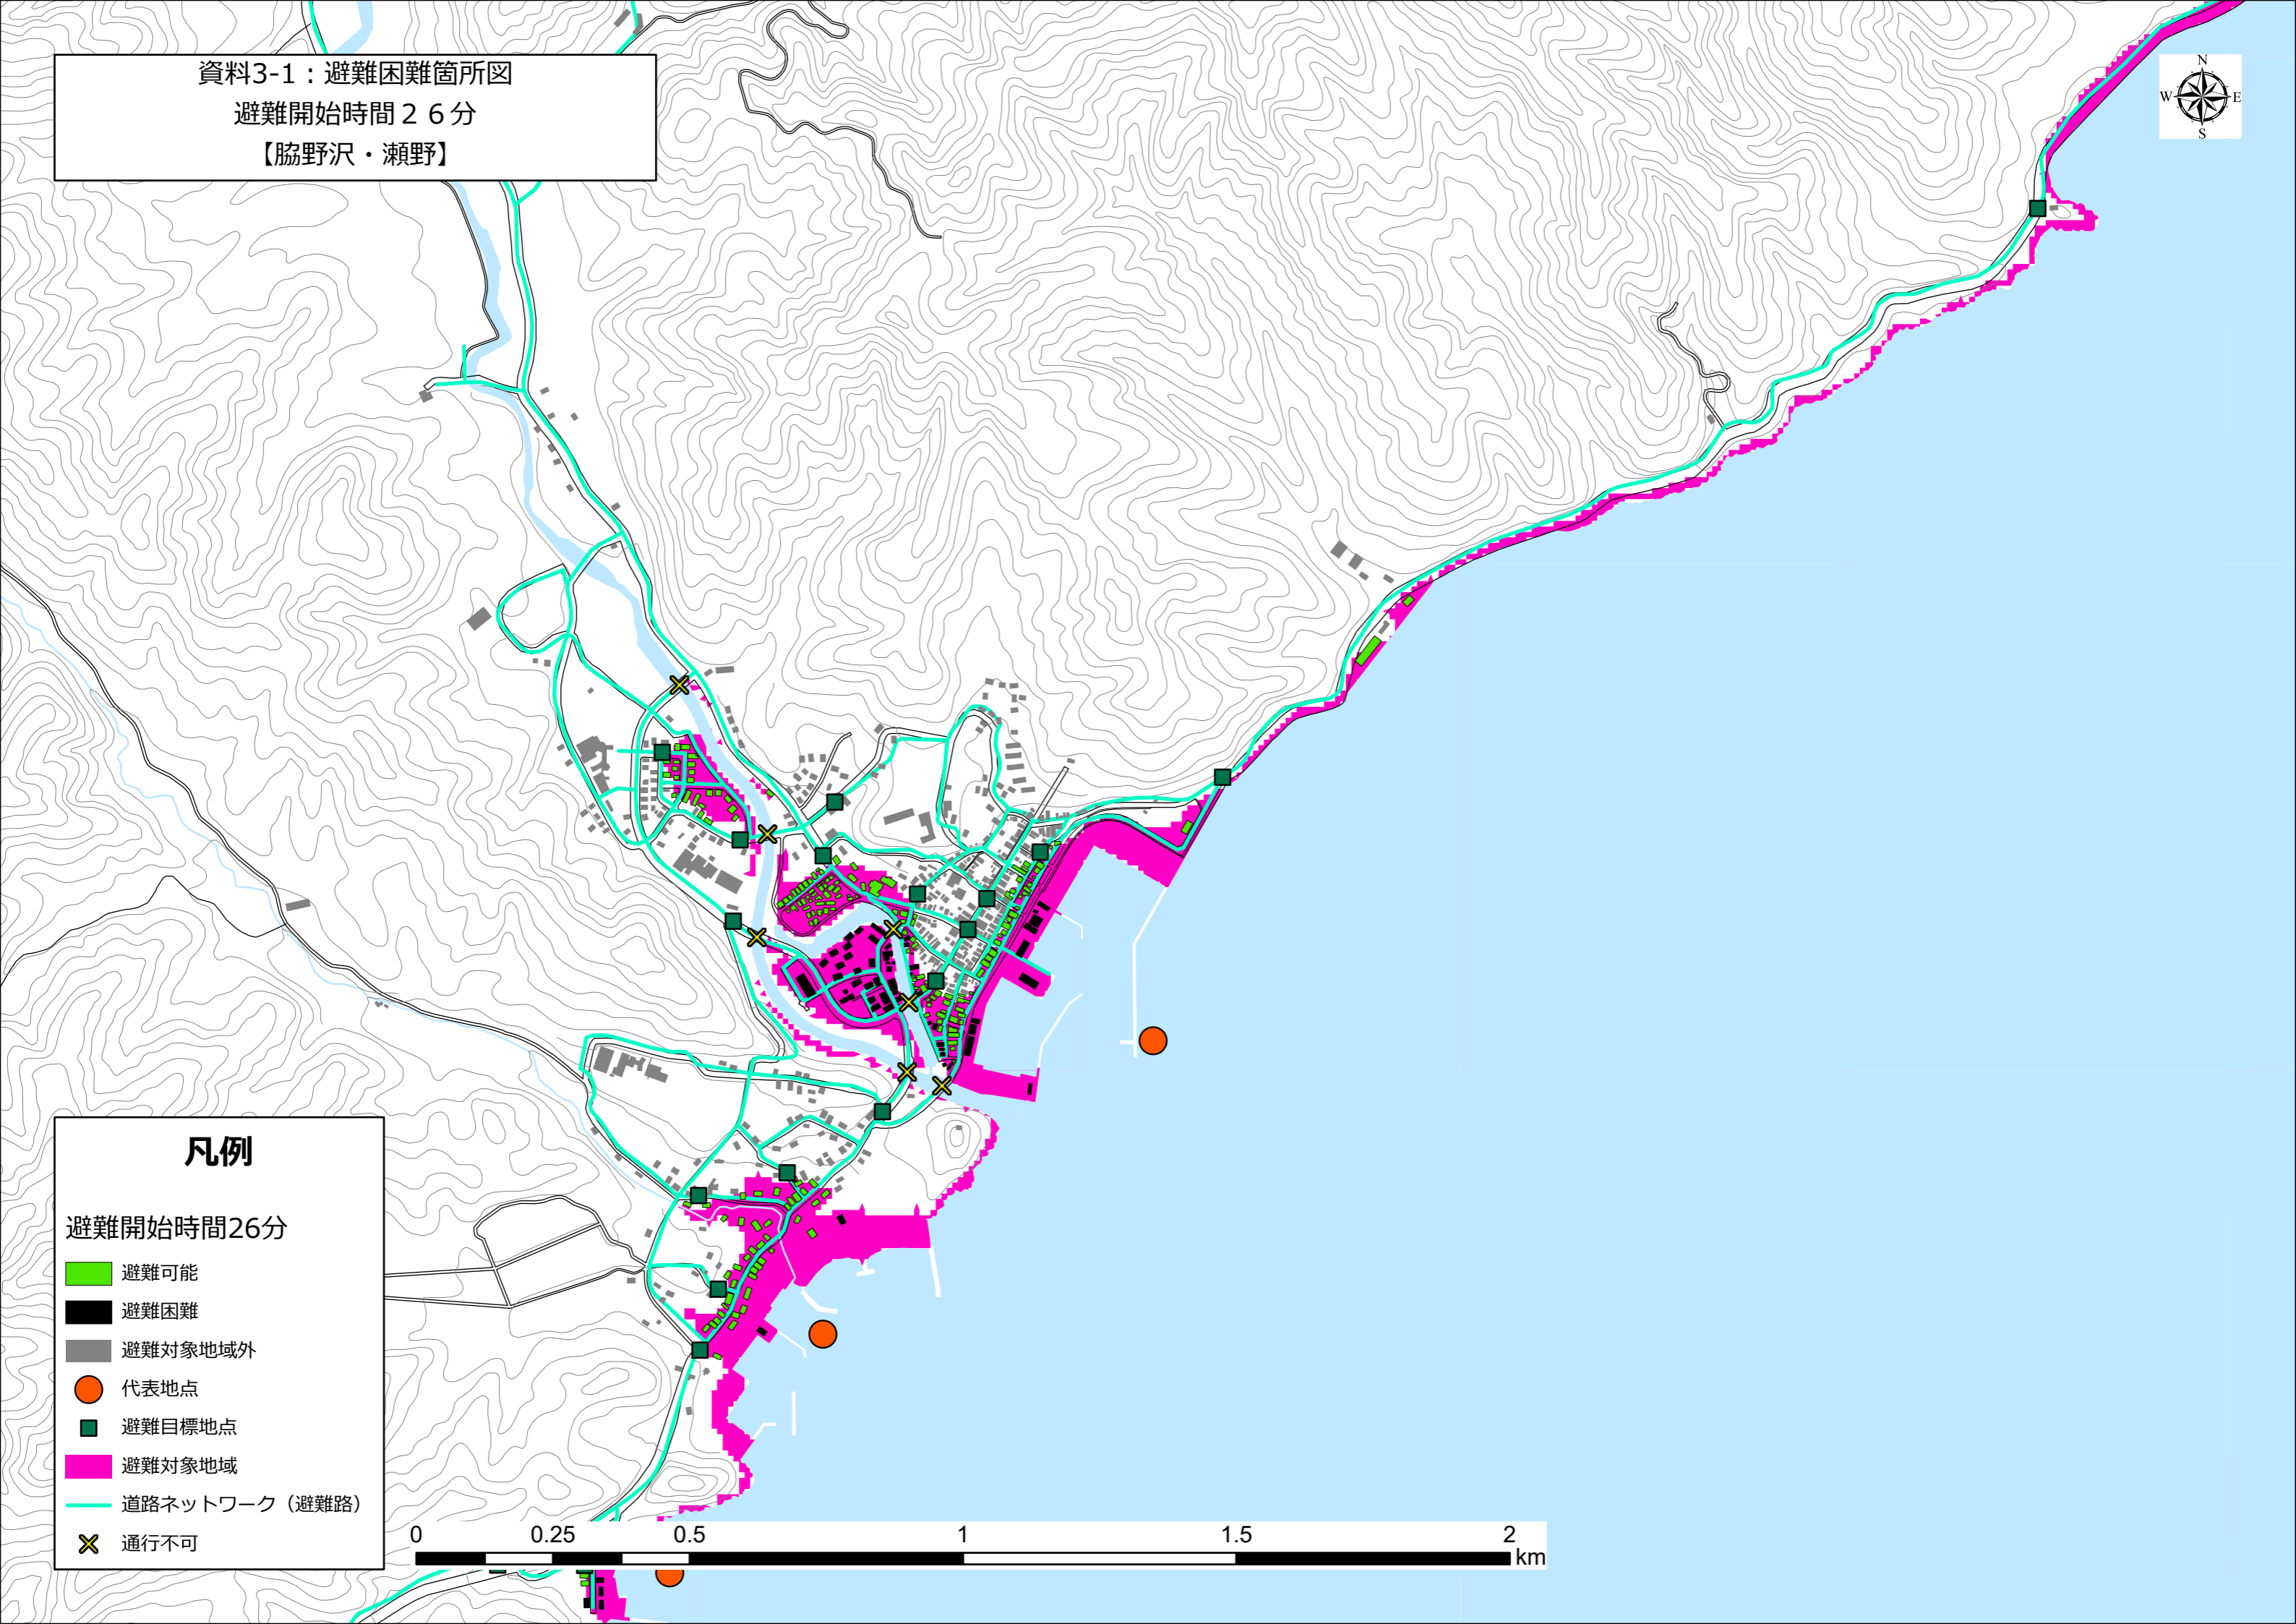 資料3-1：避難困難箇所図
避難開始時間２６分
【脇野沢・瀬野】
N
W E
S
凡例
避難開始時間26分
避難可能
避難困難
避難対象地域外
代表地点
避難目標地点
避難対象地域
道路ネットワーク（避難路）
通行不可
0 0.25 0.5 1 1.5 2
km